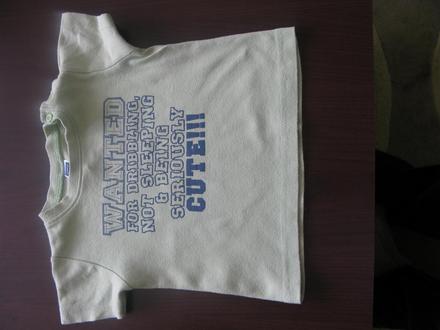 WANTED
FOR DRIBBLING,
NOT SLEEPING
& BEING
SERIOUSLY
CUTE!!!